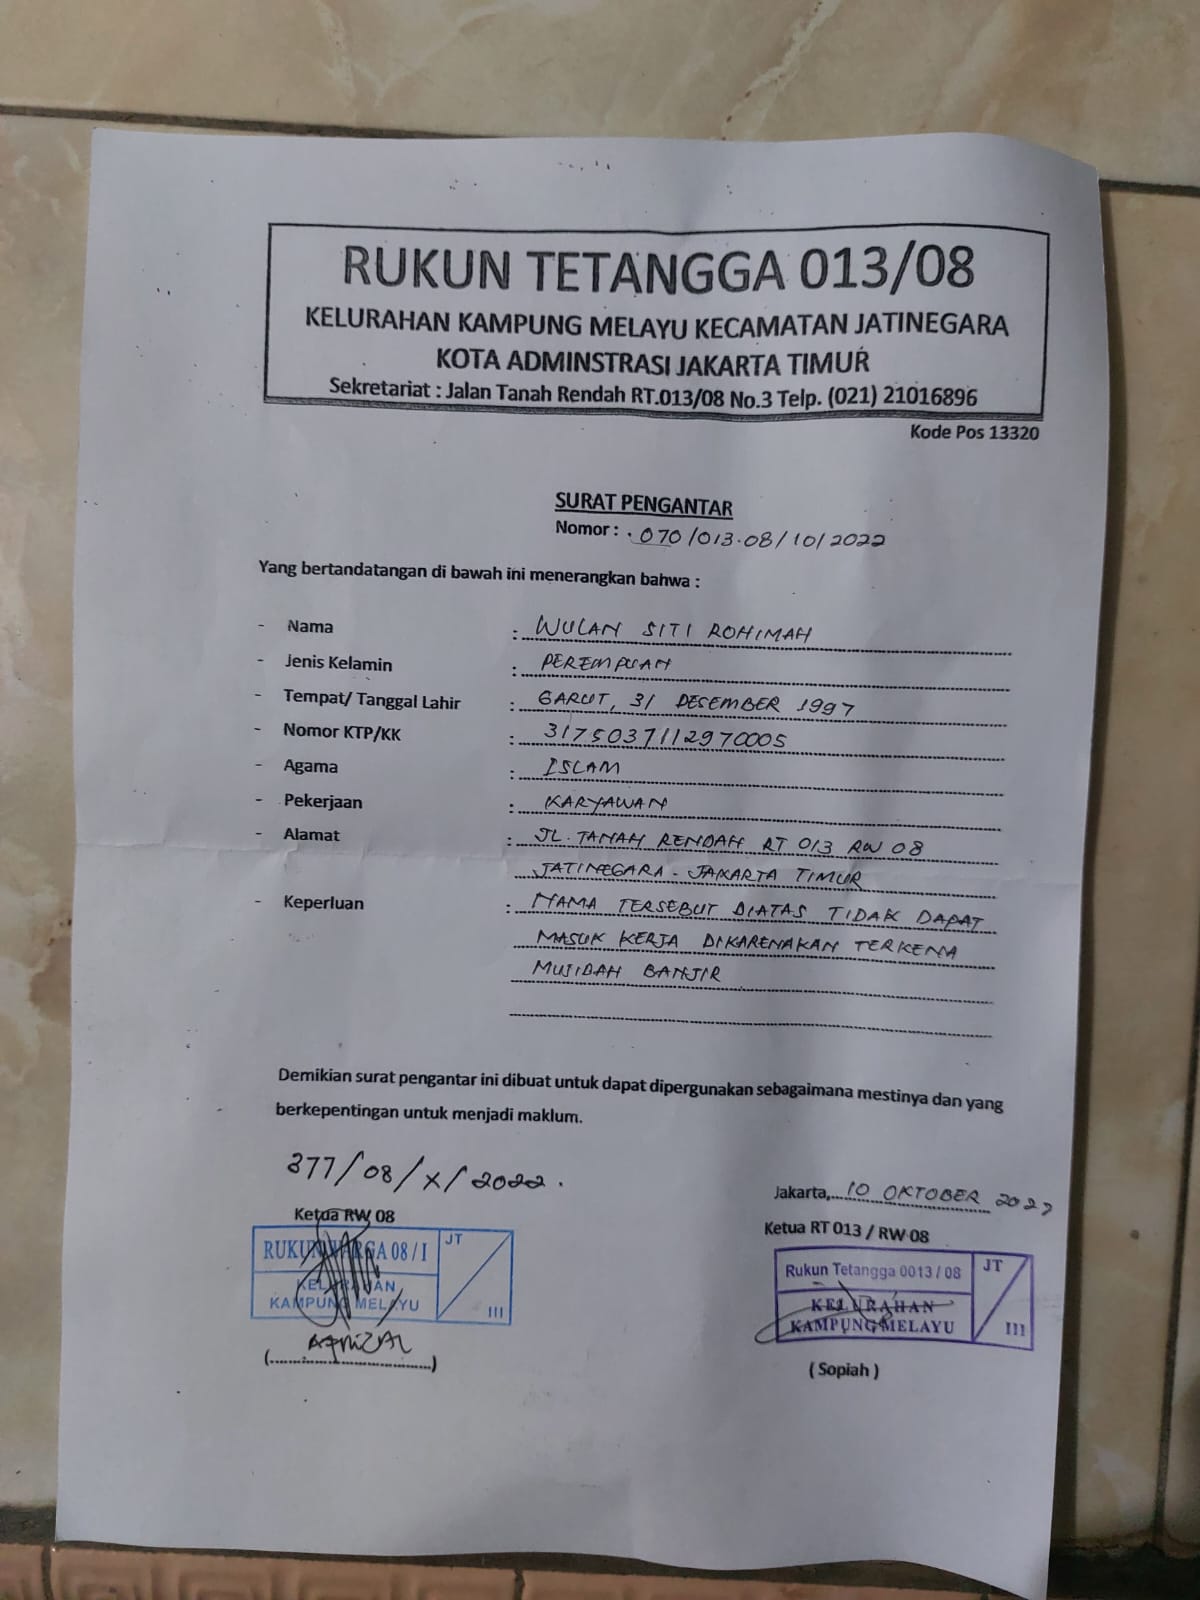 RUKUN TETANGGA 013/08
KELURAHAN KAMPUNG MELAYU KECAMATAN JATINEGARA
KOTA ADMINSTRASI JAKARTA TIMUR
Sekretariat : Jalan Tanah Rendah RT.013/08 No.3 Telp. (021) 21016896
Kode Pos 13320
SURAT PENGANTAR
Nomor : . 070/013.08/10/2022
Yang bertandatangan di bawah ini menerangkan bahwa :
- Nama : WULAN SITI ROHIMAH
- Jenis Kelamin : PEREMPUAN
- Tempat/ Tanggal Lahir : GARUT, 31 DESEMBER 1997
- Nomor KTP/KK : 3175037112970005
- Agama : ISLAM
- Pekerjaan : KARYAWAN
- Alamat : JL. TANAH RENDAH RT 013 RW 08
JATINEGARA - JAKARTA TIMUR
- Keperluan : NAMA TERSEBUT DIATAS TIDAK DAPAT
MASUK KERJA DIKARENAKAN TERKENA
MUSIBAH BANJIR
Demikian surat pengantar ini dibuat untuk dapat dipergunakan sebagaimana mestinya dan yang
berkepentingan untuk menjadi maklum.
377/08/X/2022.
Jakarta, 10 OKTOBER 2022
Ketua RW 08
Ketua RT 013 / RW 08
RUKUN WARGA 08 / I
KELURAHAN
KAMPUNG MELAYU
JT
III
Rukun Tetangga 0013 / 08
KELURAHAN
KAMPUNG MELAYU
JT
III
( Sopiah )